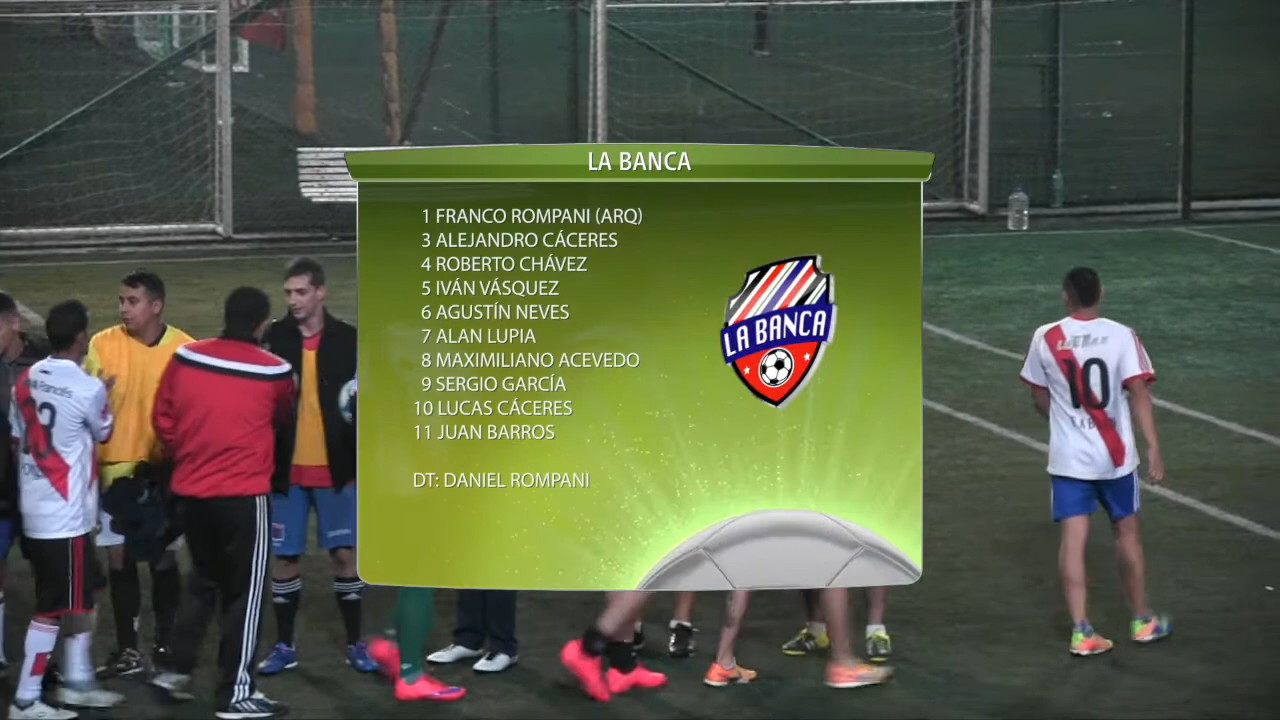 LA BANCA
1 FRANCO ROMPANI (ARQ)
3 ALEJANDRO CÁCERES
4 ROBERTO CHÁVEZ
5 IVÁN VÁSQUEZ
6 AGUSTÍN NEVES
7 ALAN LUPIA
8 MAXIMILIANO ACEVEDO
9 SERGIO GARCÍA
10 LUCAS CÁCERES
11 JUAN BARROS
DT: DANIEL ROMPANI
LA BANCA
10